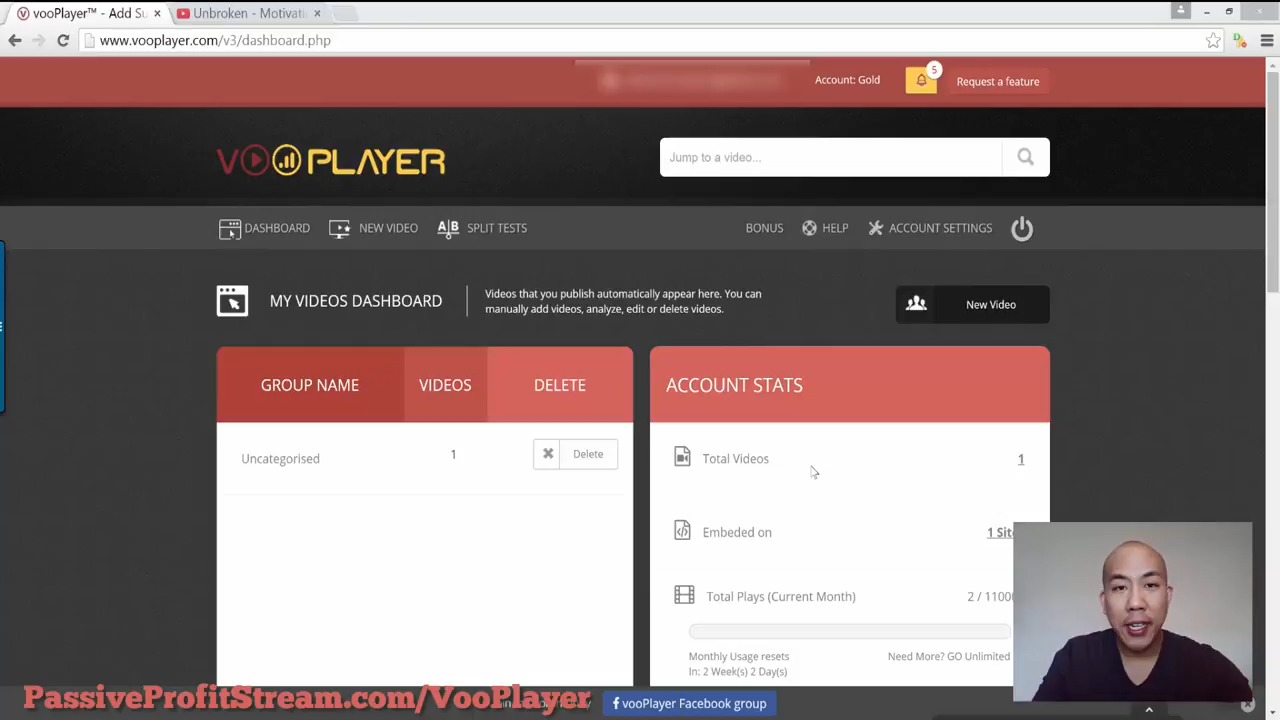 vooPlayer™ - Add Su
Unbroken - Motivati
www.vooplayer.com/v3/dashboard.php
Account: Gold
5
Request a feature
VOOPLAYER
Jump to a video...
DASHBOARD
NEW VIDEO
A|B SPLIT TESTS
BONUS
HELP
ACCOUNT SETTINGS
MY VIDEOS DASHBOARD
Videos that you publish automatically appear here. You can
manually add videos, analyze, edit or delete videos.
New Video
GROUP NAME
VIDEOS
DELETE
Uncategorised
1
Delete
ACCOUNT STATS
Total Videos
1
Embeded on
1 Sit
Total Plays (Current Month)
2 / 1100
Monthly Usage resets
In: 2 Week(s) 2 Day(s)
Need More? GO Unlimited
PassiveProfitStream.com/VooPlayer
vooPlayer Facebook group